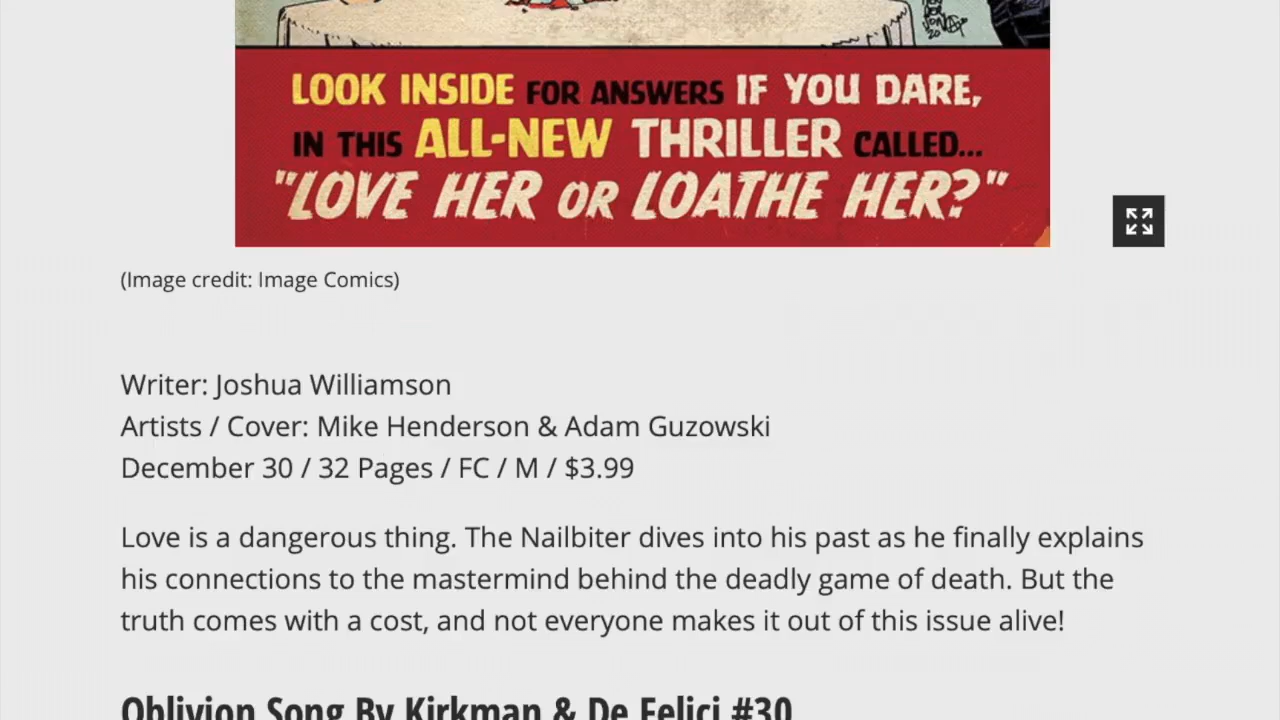 LOOK INSIDE FOR ANSWERS IF YOU DARE,
IN THIS ALL-NEW THRILLER CALLED...
"LOVE HER OR LOATHE HER?"
(Image credit: Image Comics)
Writer: Joshua Williamson
Artists / Cover: Mike Henderson & Adam Guzowski
December 30 / 32 Pages / FC / M / $3.99
Love is a dangerous thing. The Nailbiter dives into his past as he finally explains
his connections to the mastermind behind the deadly game of death. But the
truth comes with a cost, and not everyone makes it out of this issue alive!
Oblivion Song By Kirkman & De Felici #30